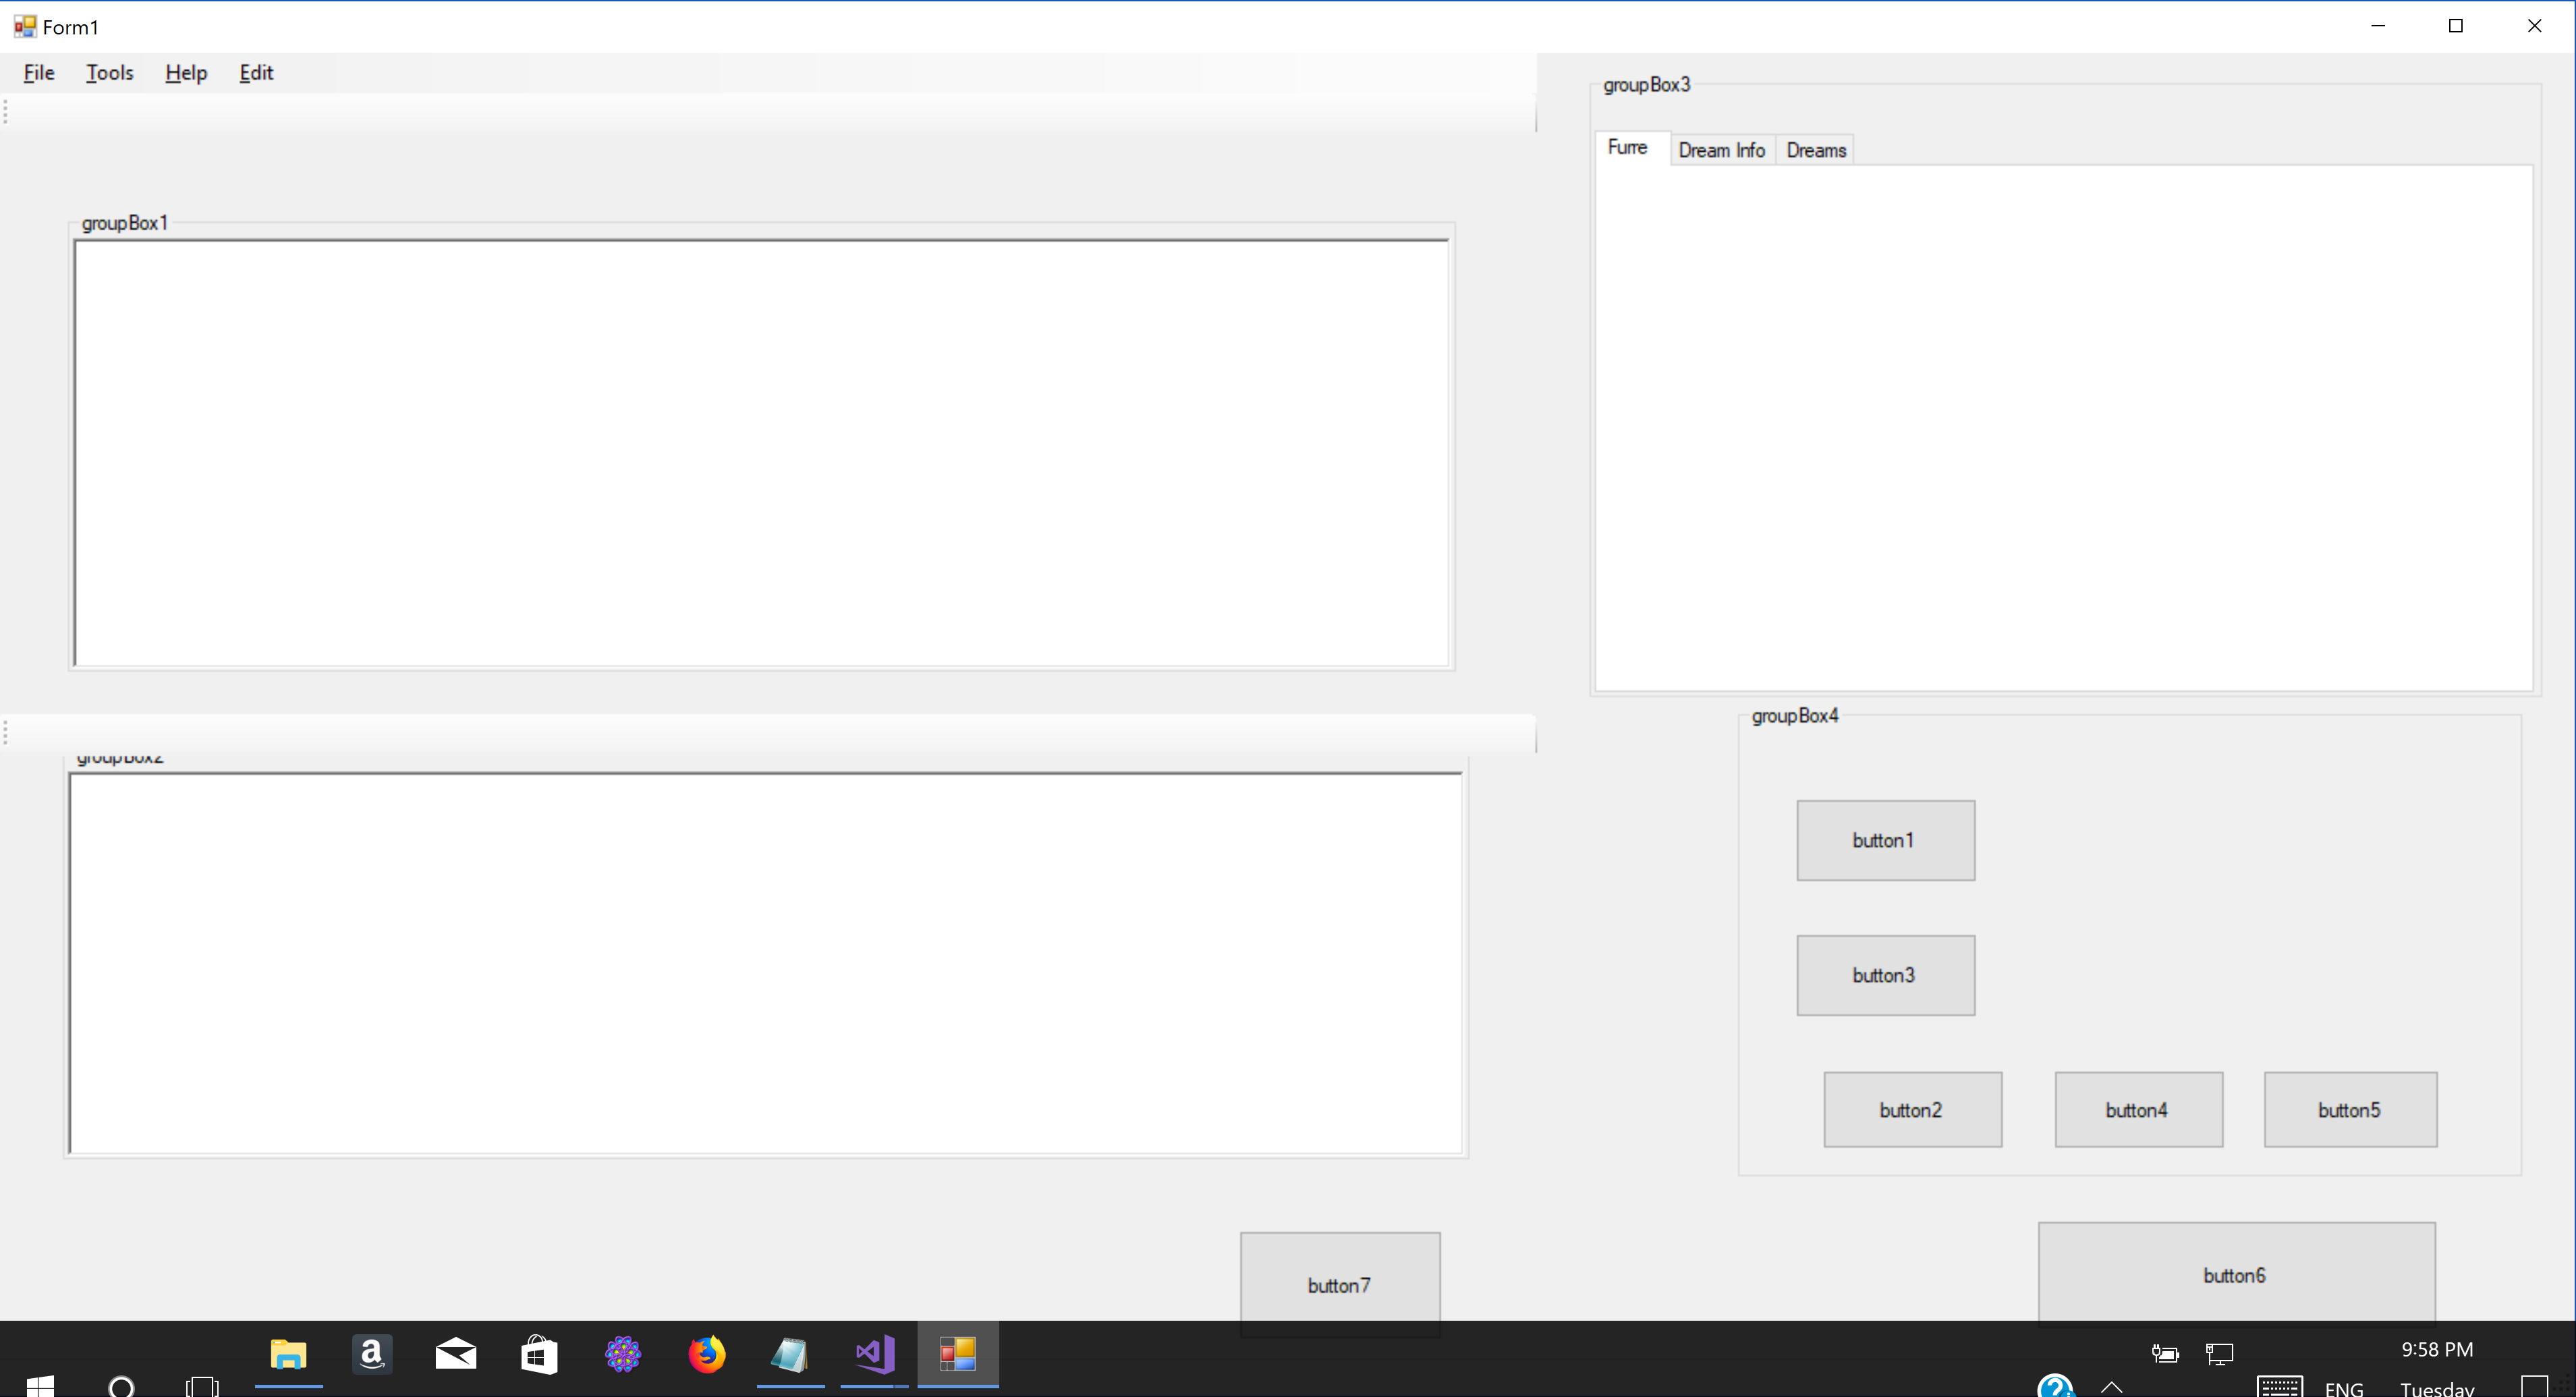 Form1
File Tools Help Edit
groupBox3
Furre Dream Info Dreams
groupBox1
groupBox4
groupBox2
button1
button3
button2 button4 button5
button6
button7
9:58 PM
ENG Tuesday